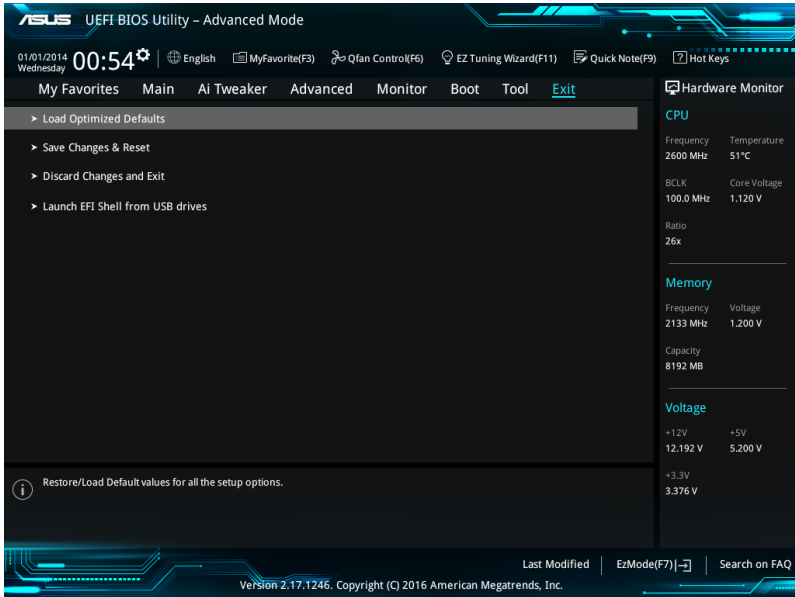 ASUS UEFI BIOS Utility – Advanced Mode
01/01/2014
Wednesday
00:54 English MyFavorite(F3) Qfan Control(F6) EZ Tuning Wizard(F11) Quick Note(F9) ? Hot Keys
My Favorites Main Ai Tweaker Advanced Monitor Boot Tool Exit
Hardware Monitor
> Load Optimized Defaults
> Save Changes & Reset
> Discard Changes and Exit
> Launch EFI Shell from USB drives
CPU
Frequency Temperature
2600 MHz 51°C
BCLK Core Voltage
100.0 MHz 1.120 V
Ratio
26x
Memory
Frequency Voltage
2133 MHz 1.200 V
Capacity
8192 MB
Voltage
+12V +5V
12.192 V 5.200 V
+3.3V
3.376 V
i Restore/Load Default values for all the setup options.
Last Modified EzMode(F7) Search on FAQ
Version 2.17.1246. Copyright (C) 2016 American Megatrends, Inc.